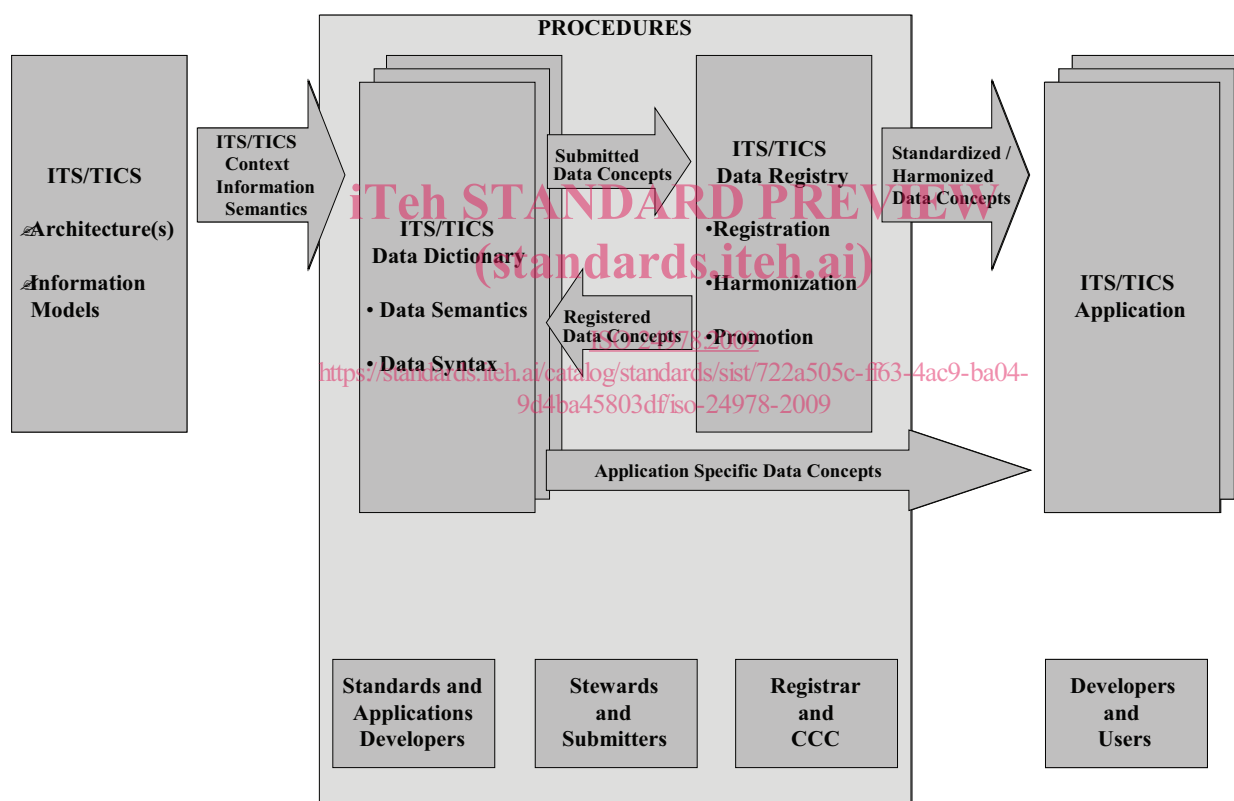 PROCEDURES
ITS/TICS
Architecture(s)
Information
Models
ITS/TICS
Context
Information
Semantics
ITS/TICS
Data Dictionary
• Data Semantics
• Data Syntax
Submitted
Data Concepts
Registered
Data Concepts
ITS/TICS
Data Registry
•Registration
•Harmonization
•Promotion
Standardized /
Harmonized
Data Concepts
ITS/TICS
Application
Application Specific Data Concepts
iTeh STANDARD PREVIEW
(standards.iteh.ai)
ISO 24978:2009
https://standards.iteh.ai/catalog/standards/sist/722a505c-ff63-4ac9-ba04-
9d4ba45803df/iso-24978-2009
Standards and
Applications
Developers
Stewards
and
Submitters
Registrar
and
CCC
Developers
and
Users